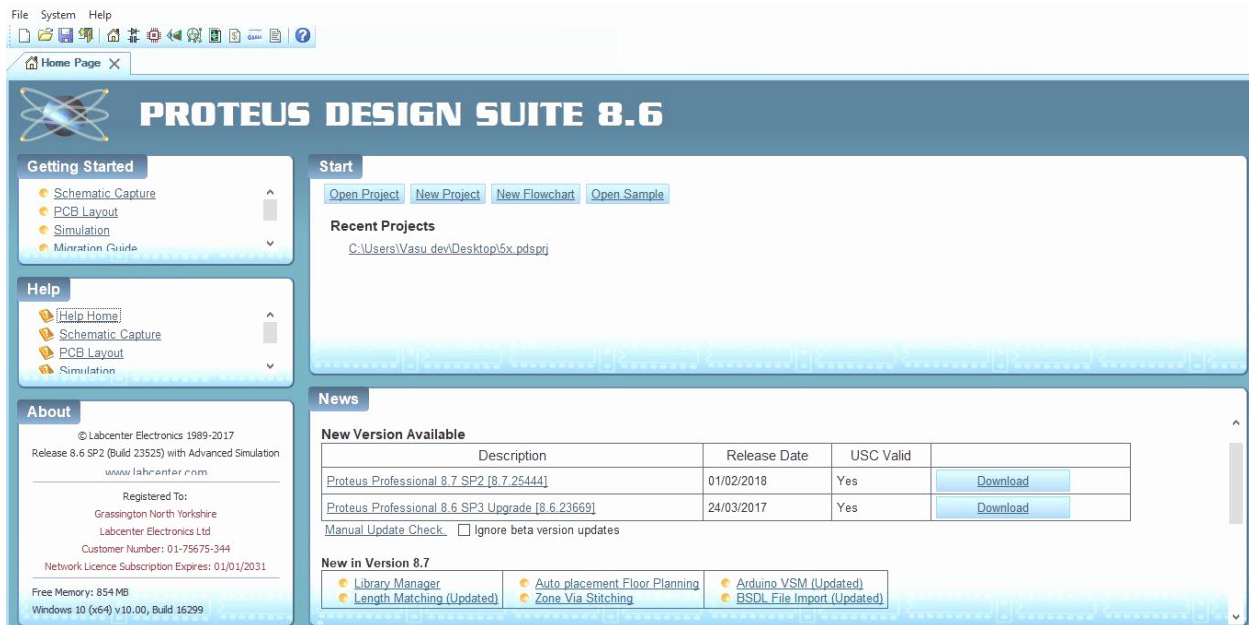 File System Help
Home Page
PROTEUS DESIGN SUITE 8.6
Getting Started
Schematic Capture
PCB Layout
Simulation
Migration Guide
Help
Help Home
Schematic Capture
PCB Layout
Simulation
About
© Labcenter Electronics 1989-2017
Release 8.6 SP2 (Build 23525) with Advanced Simulation
www.labcenter.com
Registered To:
Grassington North Yorkshire
Labcenter Electronics Ltd
Customer Number: 01-75675-344
Network Licence Subscription Expires: 01/01/2031
Free Memory: 854 MB
Windows 10 (x64) v10.00, Build 16299
Start
Open Project New Project New Flowchart Open Sample
Recent Projects
C:\Users\Vasu dev\Desktop\5x.pdsprj
News
New Version Available
Description Release Date USC Valid
Proteus Professional 8.7 SP2 [8.7.25444] 01/02/2018 Yes Download
Proteus Professional 8.6 SP3 Upgrade [8.6.23669] 24/03/2017 Yes Download
Manual Update Check. Ignore beta version updates
New in Version 8.7
Library Manager Auto placement Floor Planning Arduino VSM (Updated)
Length Matching (Updated) Zone Via Stitching BSDL File Import (Updated)